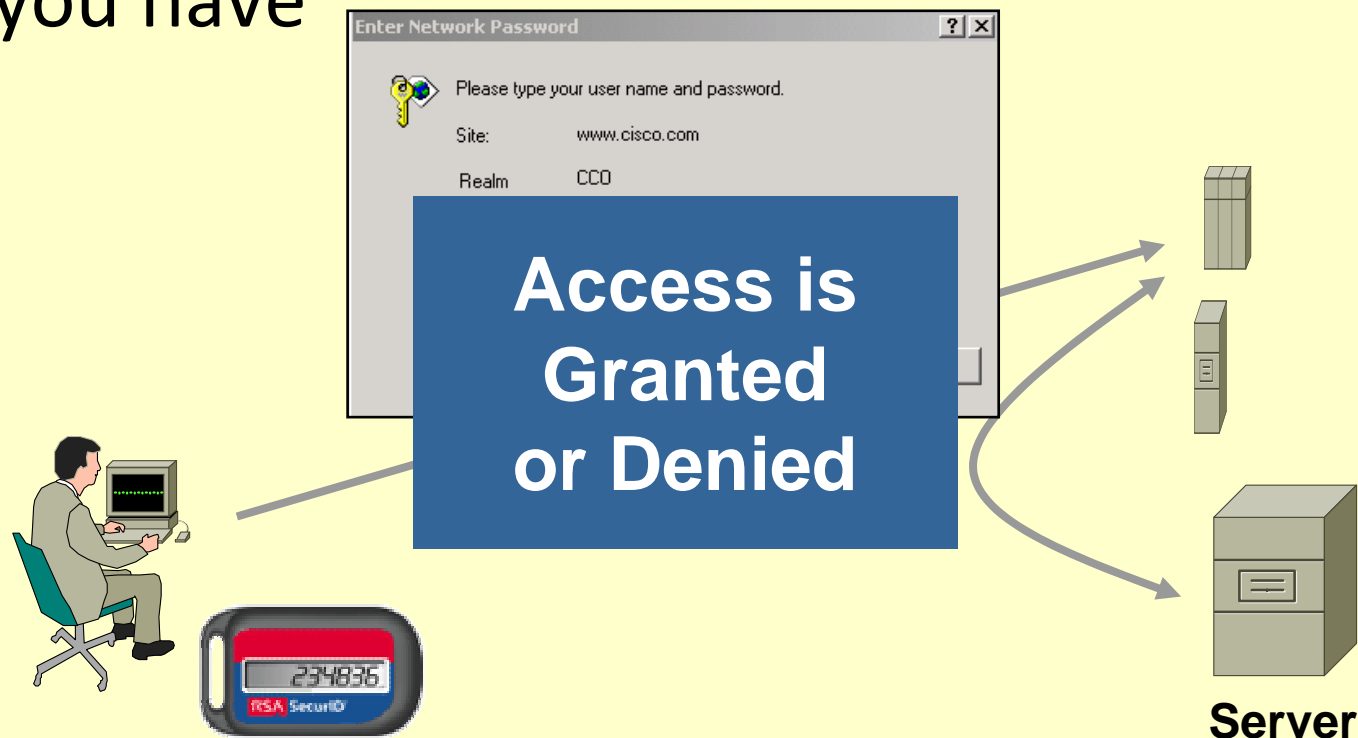 you have
Enter Network Password
Please type your user name and password.
Site: www.cisco.com
Realm CCO
Access is
Granted
or Denied
234836
RSA SecurID
Server